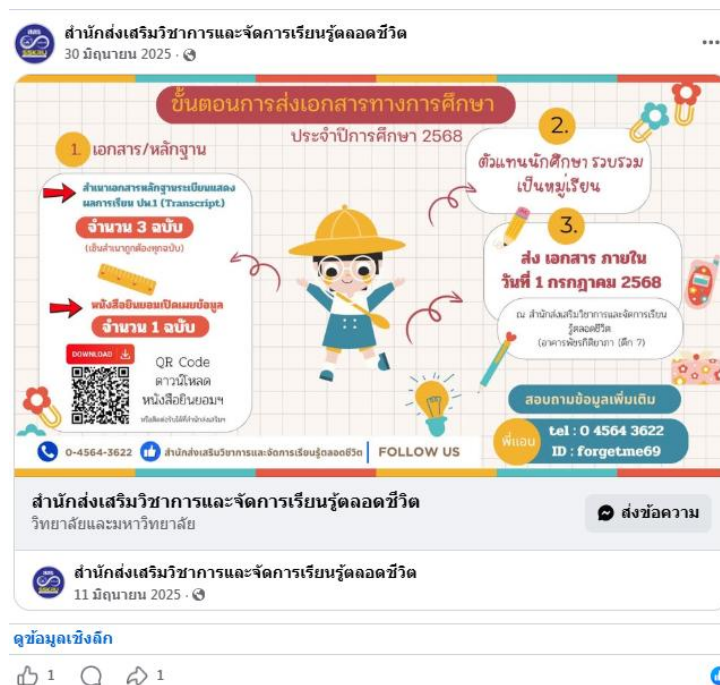 สำนักส่งเสริมวิชาการและจัดการเรียนรู้ตลอดชีวิต
30 มิถุนายน 2025 ·
ขั้นตอนการส่งเอกสารทางการศึกษา
ประจำปีการศึกษา 2568
1. เอกสาร/หลักฐาน
สำเนาเอกสารหลักฐานระเบียนแสดง
ผลการเรียน ปพ.1 (Transcript)
จำนวน 3 ฉบับ
(เซ็นสำเนาถูกต้องทุกฉบับ)
หนังสือยินยอมเปิดเผยข้อมูล
จำนวน 1 ฉบับ
DOWNLOAD
QR Code
ดาวน์โหลด
หนังสือยินยอมฯ
หรือติดต่อรับได้ที่สำนักส่งเสริมฯ
2.
ตัวแทนนักศึกษา รวบรวม
เป็นหมู่เรียน
3.
ส่ง เอกสาร ภายใน
วันที่ 1 กรกฎาคม 2568
ณ สำนักส่งเสริมวิชาการและจัดการเรียน
รู้ตลอดชีวิต
(อาคารพัชรกิติยาภา (ตึก 7)
สอบถามข้อมูลเพิ่มเติม
พี่แอน
tel : 0 4564 3622
ID : forget.me69
0-4564-3622 สำนักส่งเสริมวิชาการและจัดการเรียนรู้ตลอดชีวิต FOLLOW US
สำนักส่งเสริมวิชาการและจัดการเรียนรู้ตลอดชีวิต
วิทยาลัยและมหาวิทยาลัย
ส่งข้อความ
สำนักส่งเสริมวิชาการและจัดการเรียนรู้ตลอดชีวิต
11 มิถุนายน 2025 ·
ดูข้อมูลเชิงลึก
1 1